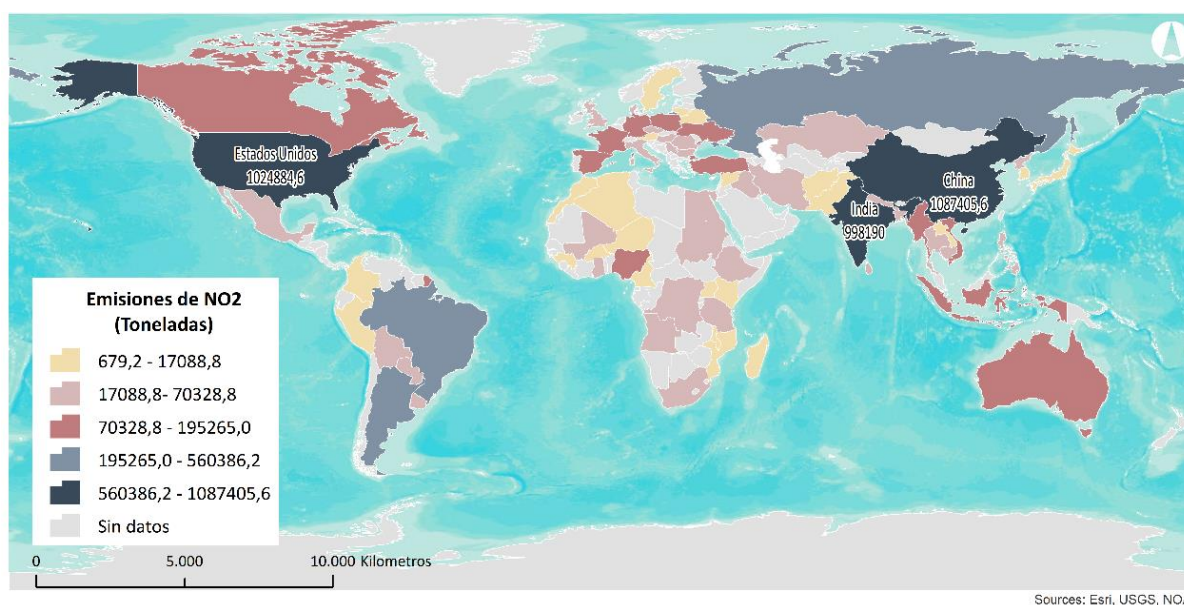 Estados Unidos
1024884,6
China
1087405,6
India
998190
Emisiones de NO2
(Toneladas)
679,2 - 17088,8
17088,8- 70328,8
70328,8 - 195265,0
195265,0 - 560386,2
560386,2 - 1087405,6
Sin datos
0 5.000 10.000 Kilometros
Sources: Esri, USGS,